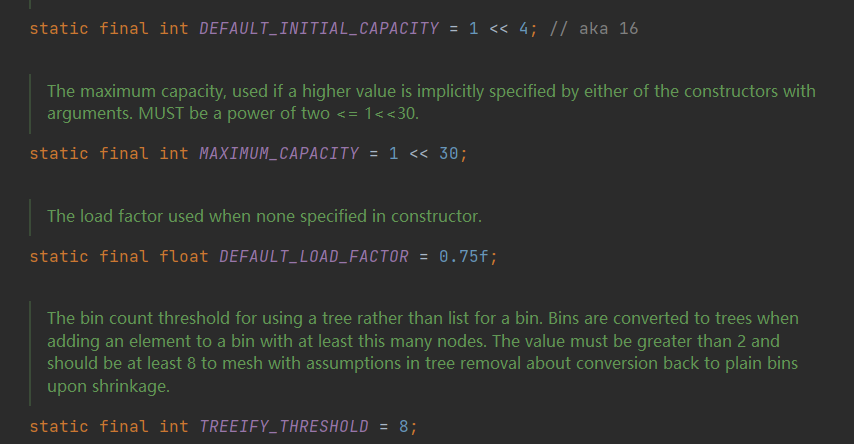 static final int DEFAULT_INITIAL_CAPACITY = 1 << 4; // aka 16
The maximum capacity, used if a higher value is implicitly specified by either of the constructors with
arguments. MUST be a power of two <= 1<<30.
static final int MAXIMUM_CAPACITY = 1 << 30;
The load factor used when none specified in constructor.
static final float DEFAULT_LOAD_FACTOR = 0.75f;
The bin count threshold for using a tree rather than list for a bin. Bins are converted to trees when
adding an element to a bin with at least this many nodes. The value must be greater than 2 and
should be at least 8 to mesh with assumptions in tree removal about conversion back to plain bins
upon shrinkage.
static final int TREEIFY_THRESHOLD = 8;